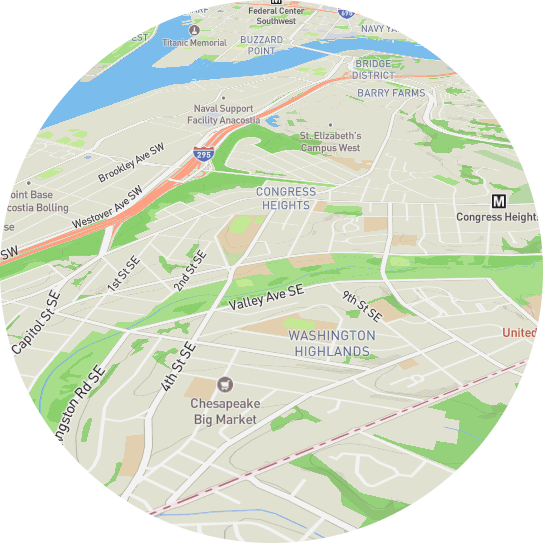 Federal Center
Southwest
695
Titanic Memorial
BUZZARD
POINT
NAVY YA
BRIDGE
DISTRICT
BARRY FARMS
Naval Support
Facility Anacostia
St. Elizabeth's
Campus West
295
Brookley Ave SW
oint Base
costia Bolling
se
Westover Ave SW
CONGRESS
HEIGHTS
M
Congress Heights
SW
1st St SE
2nd St SE
Valley Ave SE
9th St SE
Capitol St SE
WASHINGTON
HIGHLANDS
United
4th St SE
ngston Rd SE
Chesapeake
Big Market